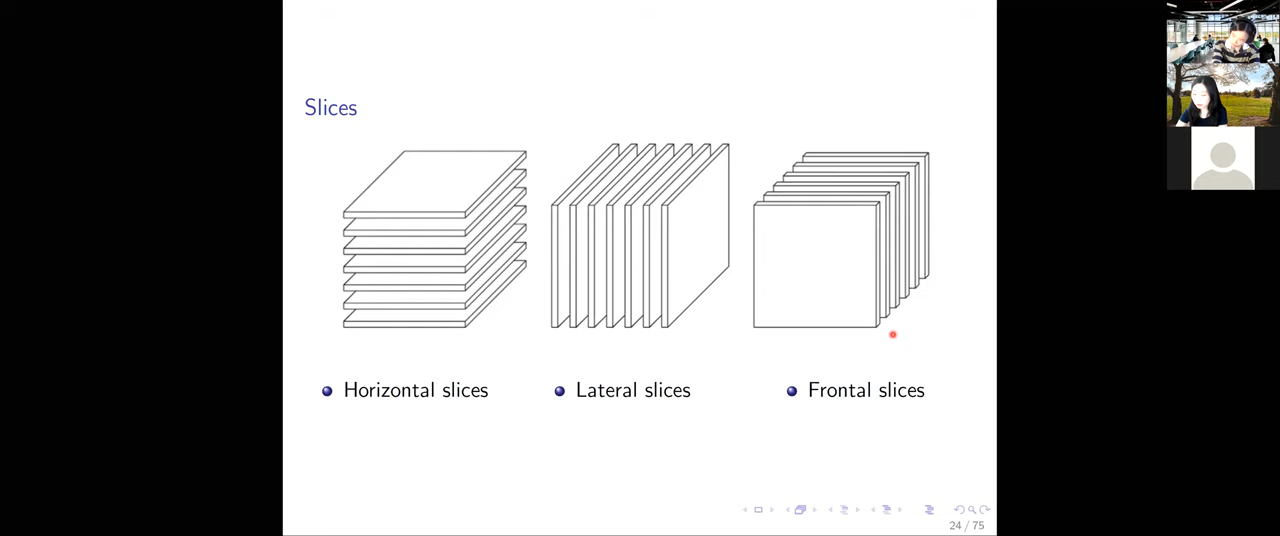 Slices
Horizontal slices
Lateral slices
Frontal slices
24 / 75